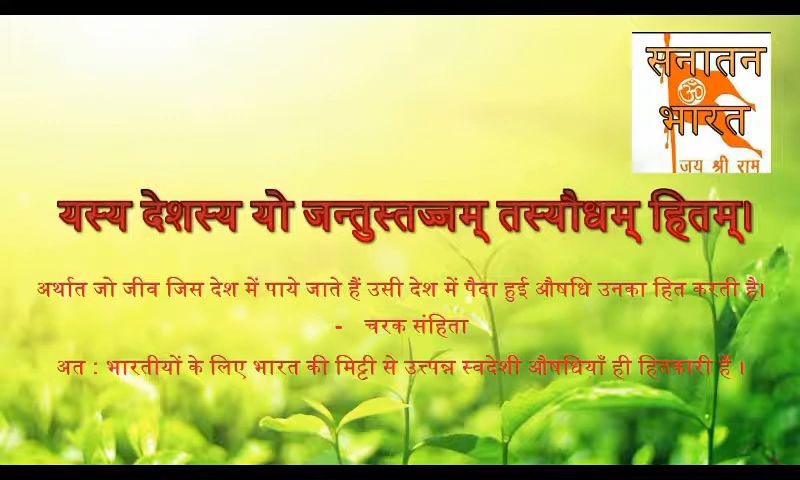 सनातन
ॐ
भारत
जय श्री राम
यस्य देशस्य यो जन्तुस्तज्जम् तस्यौधम् हितम्।
अर्थात जो जीव जिस देश में पाये जाते हैं उसी देश में पैदा हुई औषधि उनका हित करती है।
- चरक संहिता
अत : भारतीयों के लिए भारत की मिट्टी से उत्त्पन्न स्वदेशी औषधियाँ ही हितकारी हैं ।